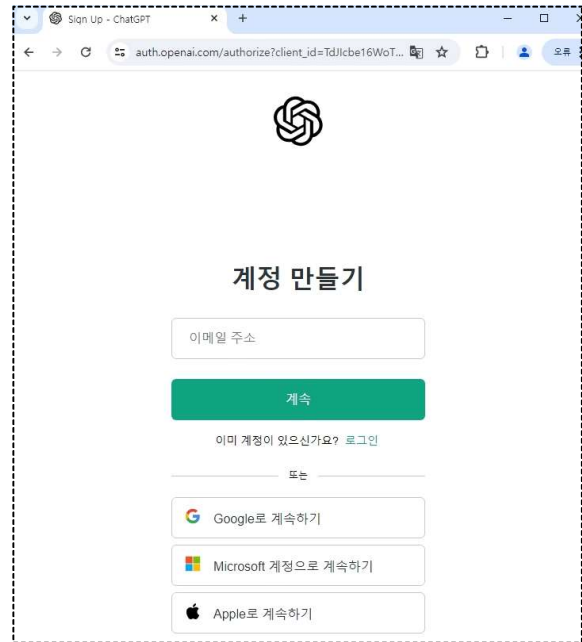 Sign Up - ChatGPT
auth.openai.com/authorize?client_id=TdJIcbe16WoT...
오류
계정 만들기
이메일 주소
계속
이미 계정이 있으신가요? 로그인
또는
Google로 계속하기
Microsoft 계정으로 계속하기
Apple로 계속하기